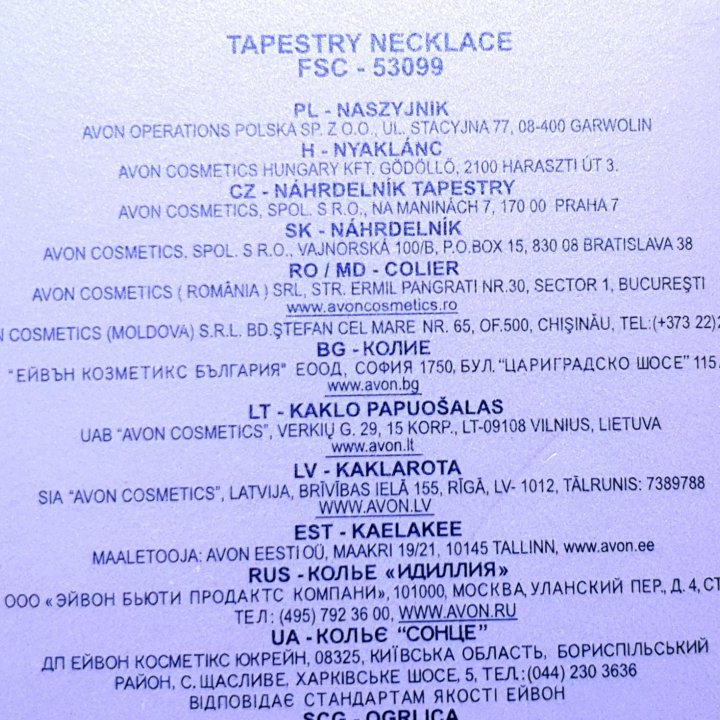 TAPESTRY NECKLACE
FSC - 53099
PL - NASZYJNIK
AVON OPERATIONS POLSKA SP. Z O.O., UL. STACYJNA 77, 08-400 GARWOLIN
H - NYAKLÁNC
AVON COSMETICS HUNGARY KFT. GÖDÖLLŐ, 2100 HARASZTI ÚT 3.
CZ - NÁHRDELNÍK TAPESTRY
AVON COSMETICS, SPOL. S R.O., NA MANINÁCH 7, 170 00 PRAHA 7
SK - NÁHRDELNÍK
AVON COSMETICS, SPOL. S R.O., VAJNORSKÁ 100/B, P.O.BOX 15, 830 08 BRATISLAVA 38
RO / MD - COLIER
AVON COSMETICS ( ROMÂNIA ) SRL, STR. ERMIL PANGRATI NR.30, SECTOR 1, BUCUREŞTI
www.avoncosmetics.ro
N COSMETICS (MOLDOVA) S.R.L. BD.ŞTEFAN CEL MARE NR. 65, OF.500, CHIŞINĂU, TEL:(+373 22)2
BG - КОЛИЕ
"ЕЙВЪН КОЗМЕТИКС БЪЛГАРИЯ" ЕООД, СОФИЯ 1750, БУЛ. "ЦАРИГРАДСКО ШОСЕ" 115
www.avon.bg
LT - KAKLO PAPUOŠALAS
UAB "AVON COSMETICS", VERKIŲ G. 29, 15 KORP., LT-09108 VILNIUS, LIETUVA
www.avon.lt
LV - KAKLAROTA
SIA "AVON COSMETICS", LATVIJA, BRĪVĪBAS IELĀ 155, RĪGĀ, LV- 1012, TĀLRUNIS: 7389788
WWW.AVON.LV
EST - KAELAKEE
MAALETOOJA: AVON EESTI OÜ, MAAKRI 19/21, 10145 TALLINN, www.avon.ee
RUS - КОЛЬЕ «ИДИЛЛИЯ»
ООО «ЭЙВОН БЬЮТИ ПРОДАКТС КОМПАНИ», 101000, МОСКВА, УЛАНСКИЙ ПЕР., Д. 4, СТ
ТЕЛ: (495) 792 36 00, WWW.AVON.RU
UA - КОЛЬЄ "СОНЦЕ"
ДП ЕЙВОН КОСМЕТІКС ЮКРЕЙН, 08325, КИЇВСЬКА ОБЛАСТЬ, БОРИСПІЛЬСЬКИЙ
РАЙОН, С. ЩАСЛИВЕ, ХАРКІВСЬКЕ ШОСЕ, 5, ТЕЛ.:(044) 230 3636
ВІДПОВІДАЄ СТАНДАРТАМ ЯКОСТІ ЕЙВОН
SCG - OGRLICA